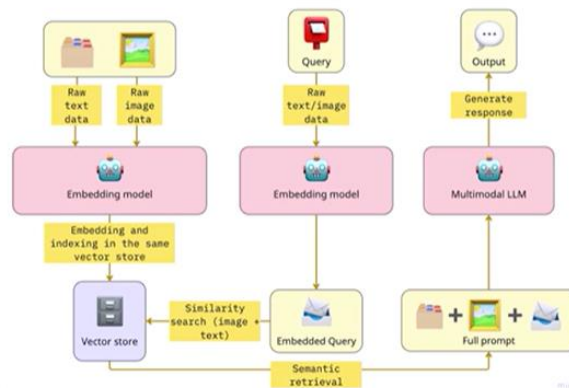 Query
Output
Raw
text
data
Raw
image
data
Raw
text/image
data
Generate
response
Embedding model
Embedding model
Multimodal LLM
Embedding and
indexing in the same
vector store
Similarity
search (image +
text)
Vector store
Embedded Query
Full prompt
Semantic
retrieval